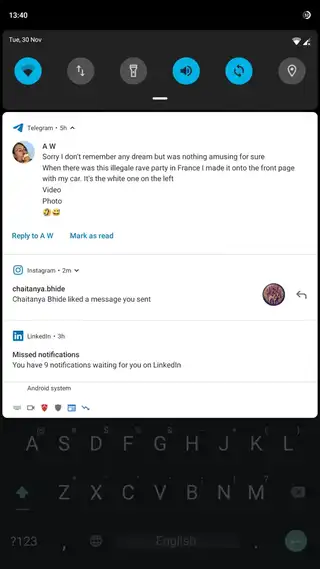 13:40
Tue, 30 Nov
Telegram • 5h
A W
Sorry I don't remember any dream but was nothing amusing for sure
When there was this illegale rave party in France I made it onto the front page
with my car. It's the white one on the left
Video
Photo
🤣😅
Reply to A W Mark as read
Instagram • 2m
chaitanya.bhide
Chaitanya Bhide liked a message you sent
LinkedIn • 3h
Missed notifications
You have 9 notifications waiting for you on LinkedIn
Android system
A S D F G H J K L
Z X C V B N M
?123 , English .